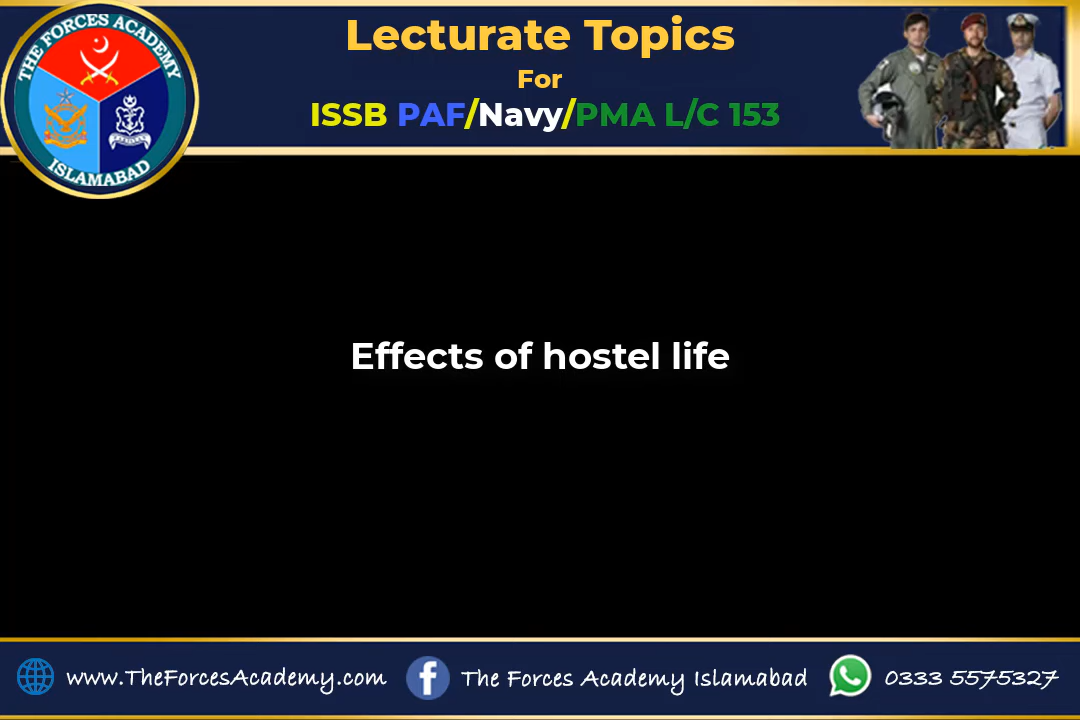 THE FORCES ACADEMY
ISLAMABAD
Lecturate Topics
For
ISSB PAF/Navy/PMA L/C 153
Effects of hostel life
www.TheForcesAcademy.com
The Forces Academy Islamabad
0333 5575327